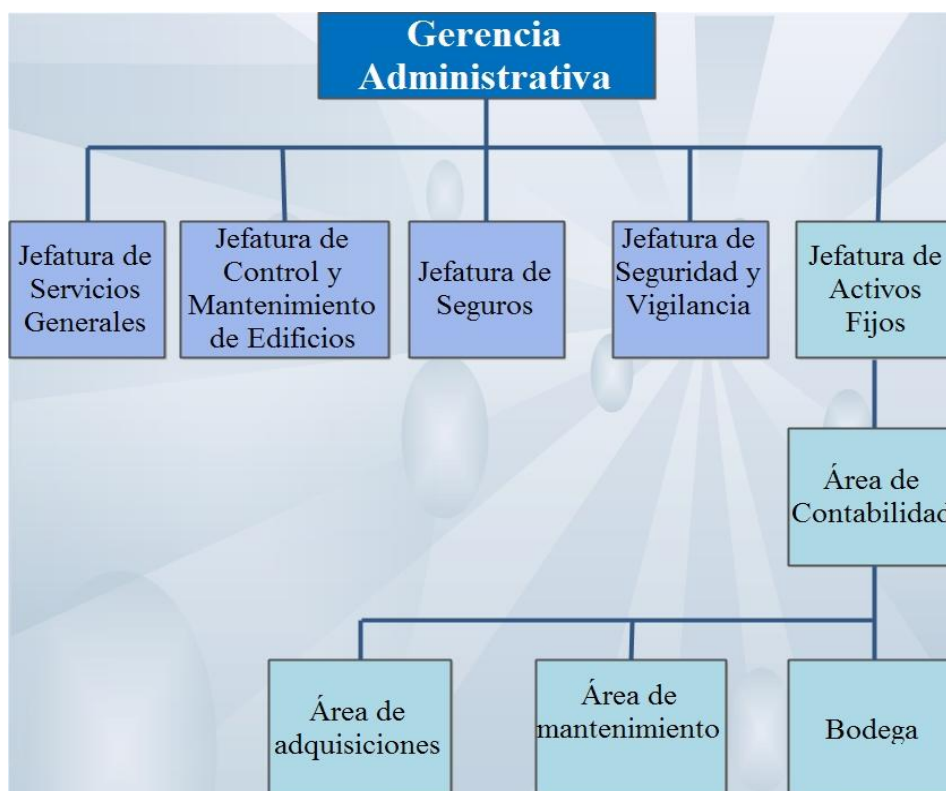 Gerencia
Administrativa
Jefatura de
Servicios
Generales
Jefatura de
Control y
Mantenimiento
de Edificios
Jefatura de
Seguros
Jefatura de
Seguridad y
Vigilancia
Jefatura de
Activos
Fijos
Área de
Contabilidad
Área de
adquisiciones
Área de
mantenimiento
Bodega